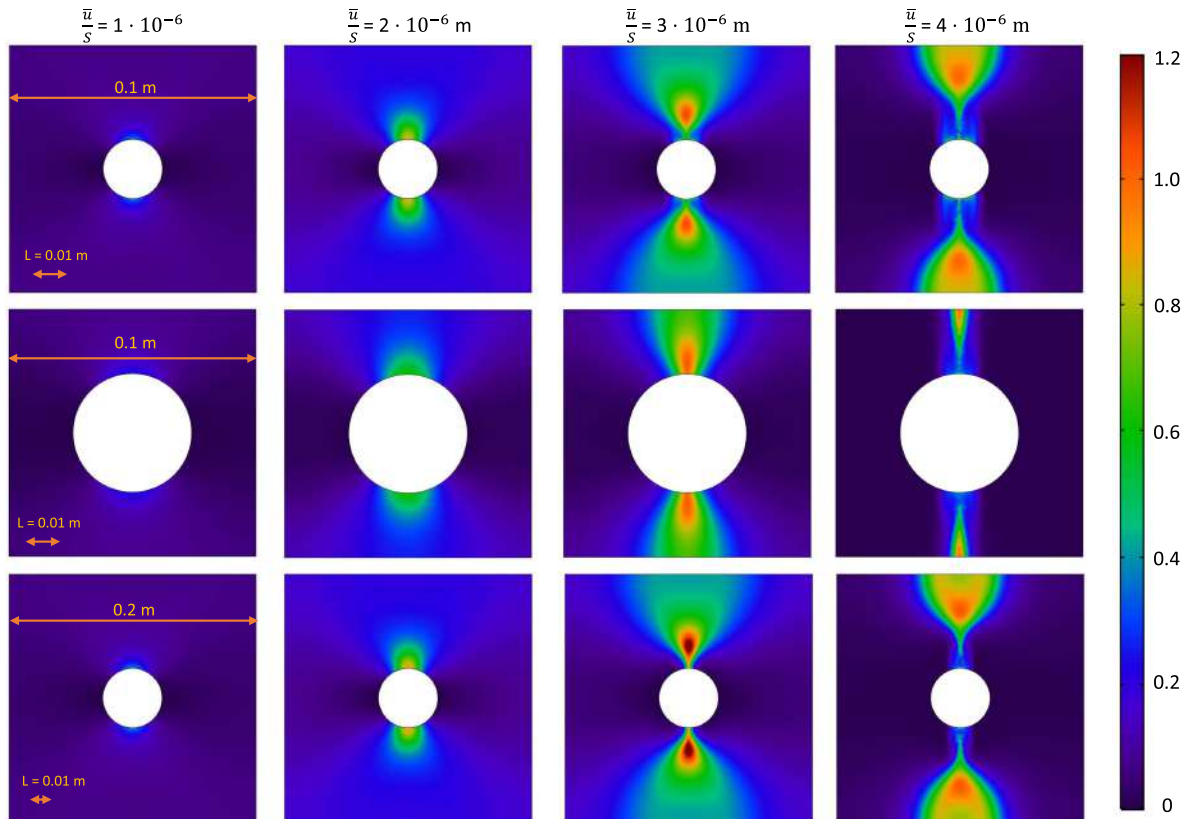 u̅/s = 1 · 10⁻⁶
u̅/s = 2 · 10⁻⁶ m
u̅/s = 3 · 10⁻⁶ m
u̅/s = 4 · 10⁻⁶ m
0.1 m
L = 0.01 m
0.1 m
L = 0.01 m
0.2 m
L = 0.01 m
1.2
1.0
0.8
0.6
0.4
0.2
0